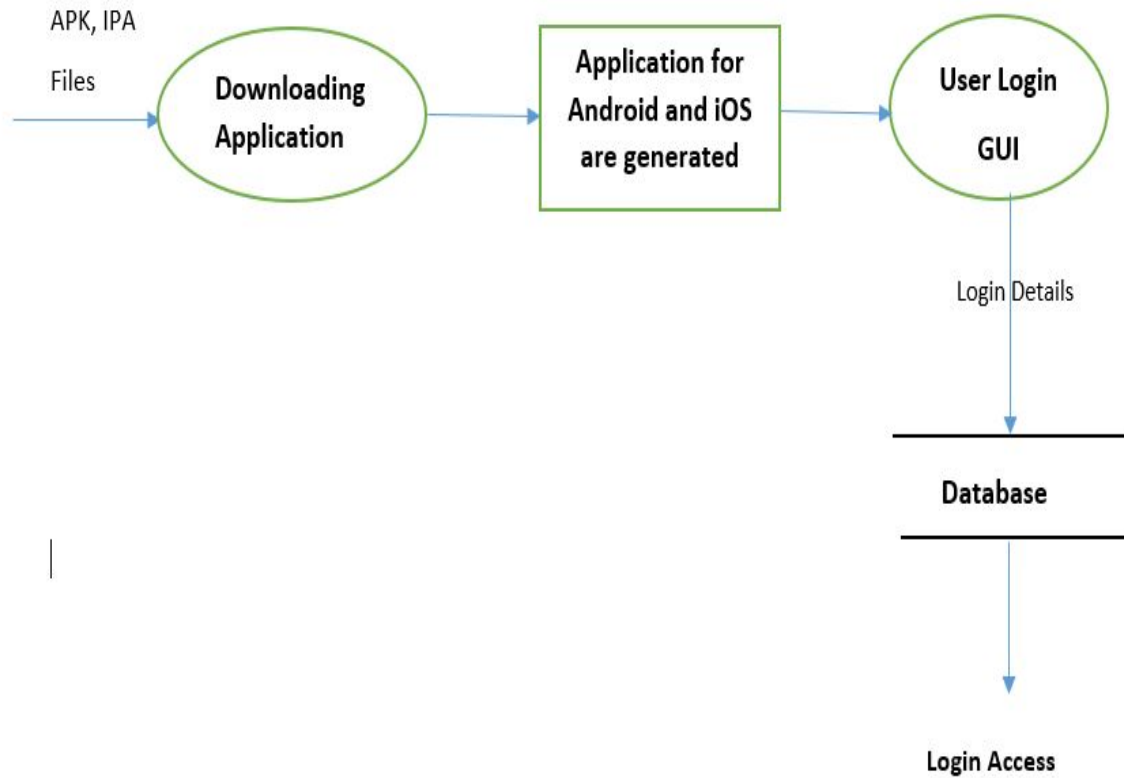 APK, IPA
Files
Downloading
Application
Application for
Android and iOS
are generated
User Login
GUI
Login Details
Database
Login Access